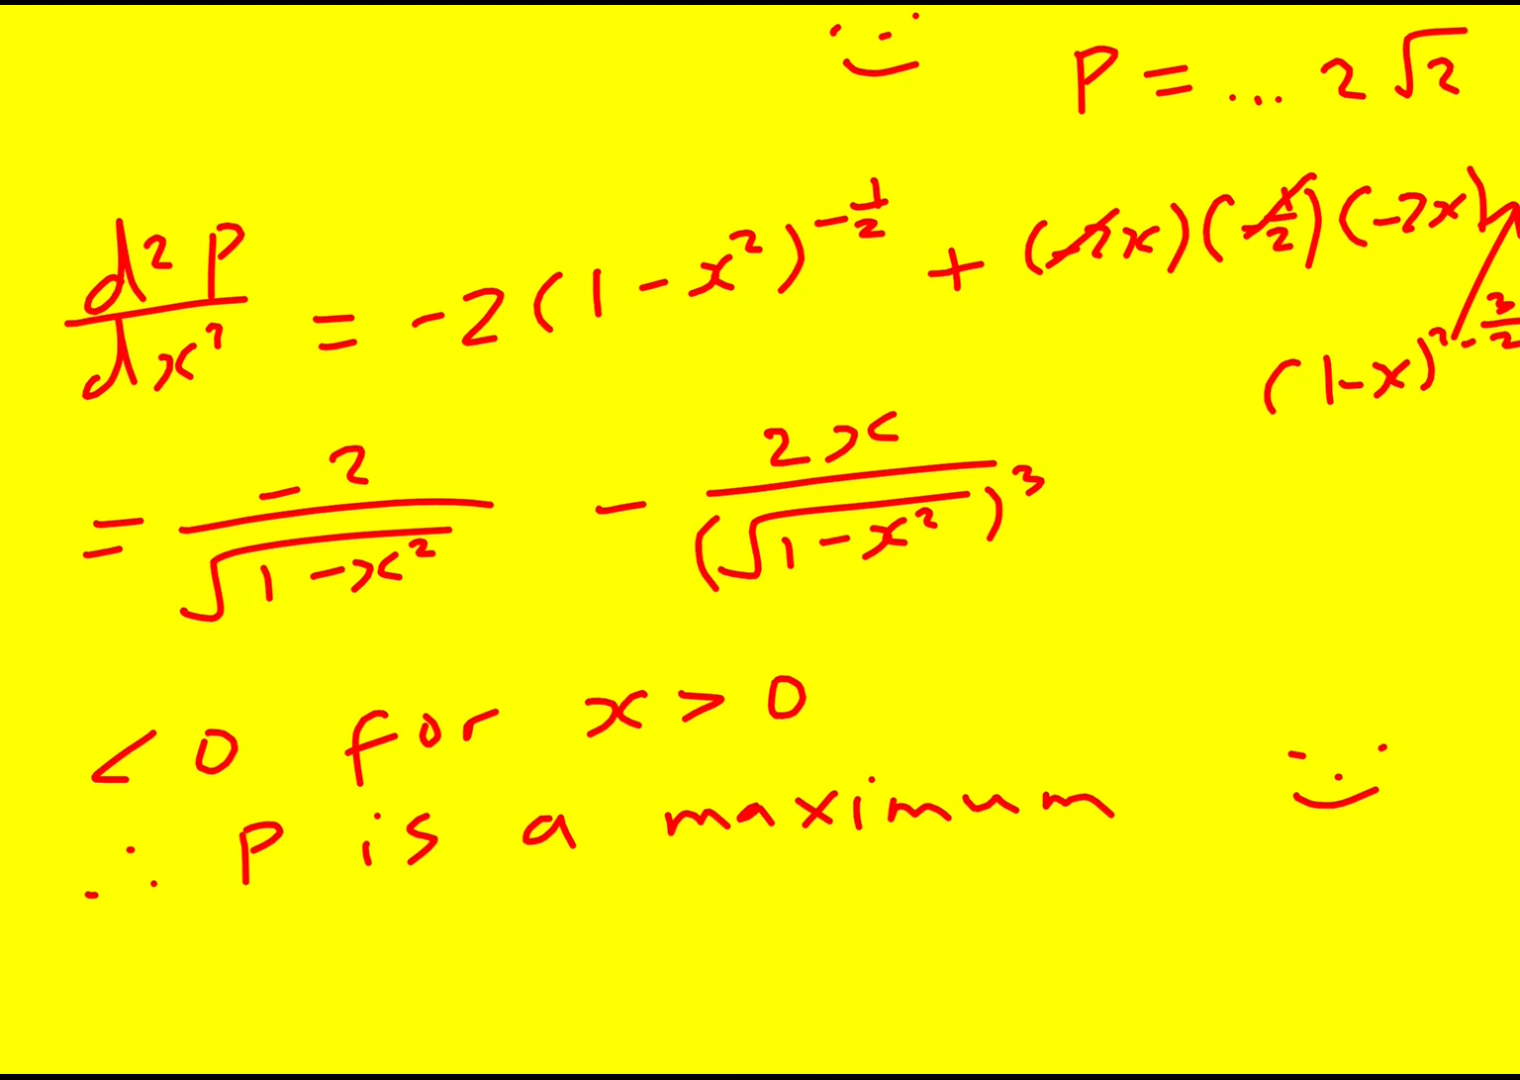 P = ... 2√2
d²P/dx² = -2(1-x²)^(-1/2) + (-2x)(-1/2)(-2x)
(1-x)^2 -3/2
= -2/√(1-x²) - 2x/(√(1-x²))³
< 0 for x > 0
∴ P is a maximum